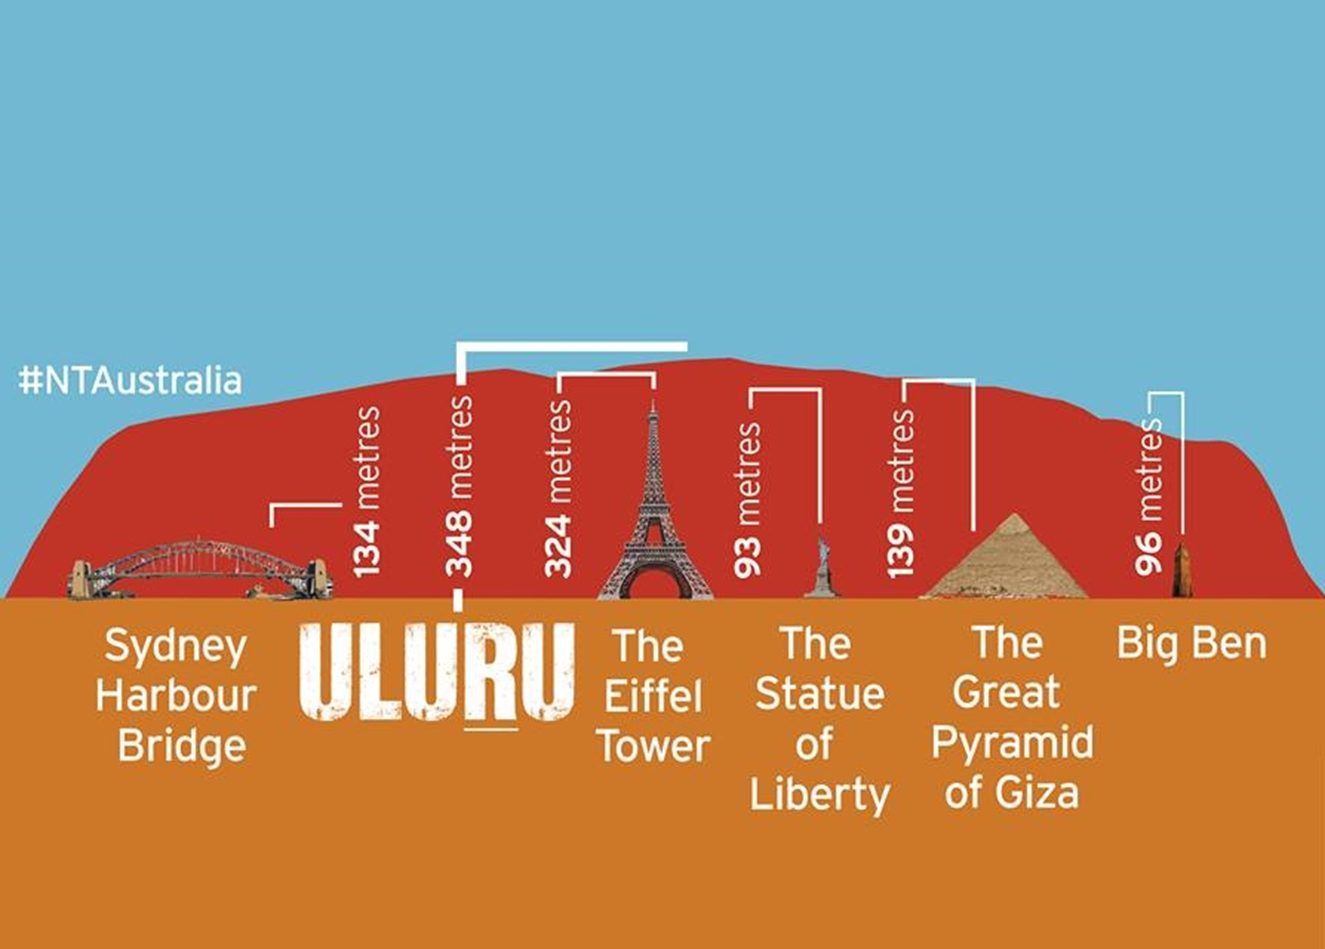 #NTAustralia
134 metres
348 metres
324 metres
93 metres
139 metres
96 metres
Sydney
Harbour
Bridge
ULURU
The
Eiffel
Tower
The
Statue
of
Liberty
The
Great
Pyramid
of Giza
Big Ben